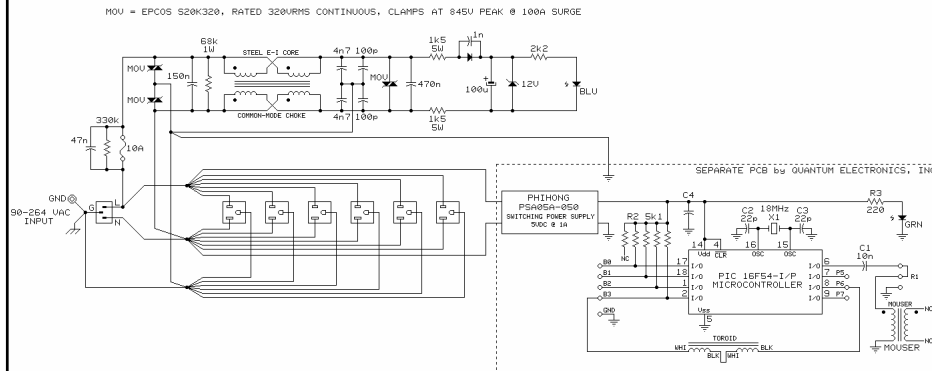 MOV = EPCOS S20K320, RATED 320VRMS CONTINUOUS, CLAMPS AT 845V PEAK @ 100A SURGE
68k
1W
STEEL E-I CORE
4n7 100p
1k5
5W
1n
2k2
MOV
150n
MOV
470n
+
100u
12V
BLU
MOV
COMMON-MODE CHOKE
4n7 100p
1k5
5W
330k
47n
10A
SEPARATE PCB by QUANTUM ELECTRONICS, INC
GND
G
L
N
90-264 VAC
INPUT
PHIHONG
PSA05A-050
SWITCHING POWER SUPPLY
5VDC @ 1A
C4
R3
220
GRN
R2 5k1
C2
22p
18MHz
X1
C3
22p
NC
14
Vdd
4
CLR
16
OSC
15
OSC
C1
10n
B0
17
I/O
B1
18
I/O
B2
1
I/O
B3
2
I/O
PIC 16F54-I/P
MICROCONTROLLER
I/O
6
I/O
7
P5
I/O
8
P6
I/O
9
P7
R1
GND
Vss
5
MOUSER
NC
NC
MOUSER
TOROID
WHI
BLK
WHI
BLK